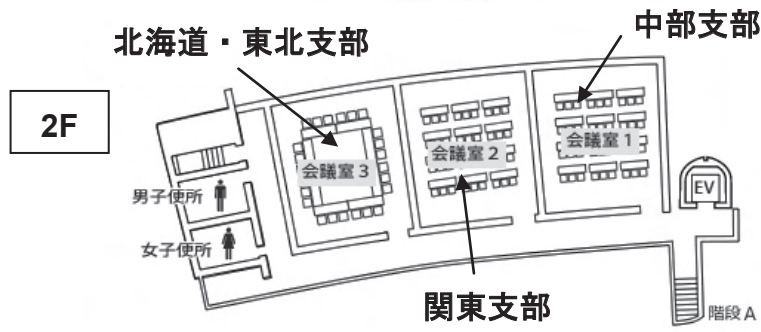 中部支部
北海道・東北支部
2F
会議室 1
会議室 2
会議室 3
EV
男子便所
女子便所
関東支部
階段 A